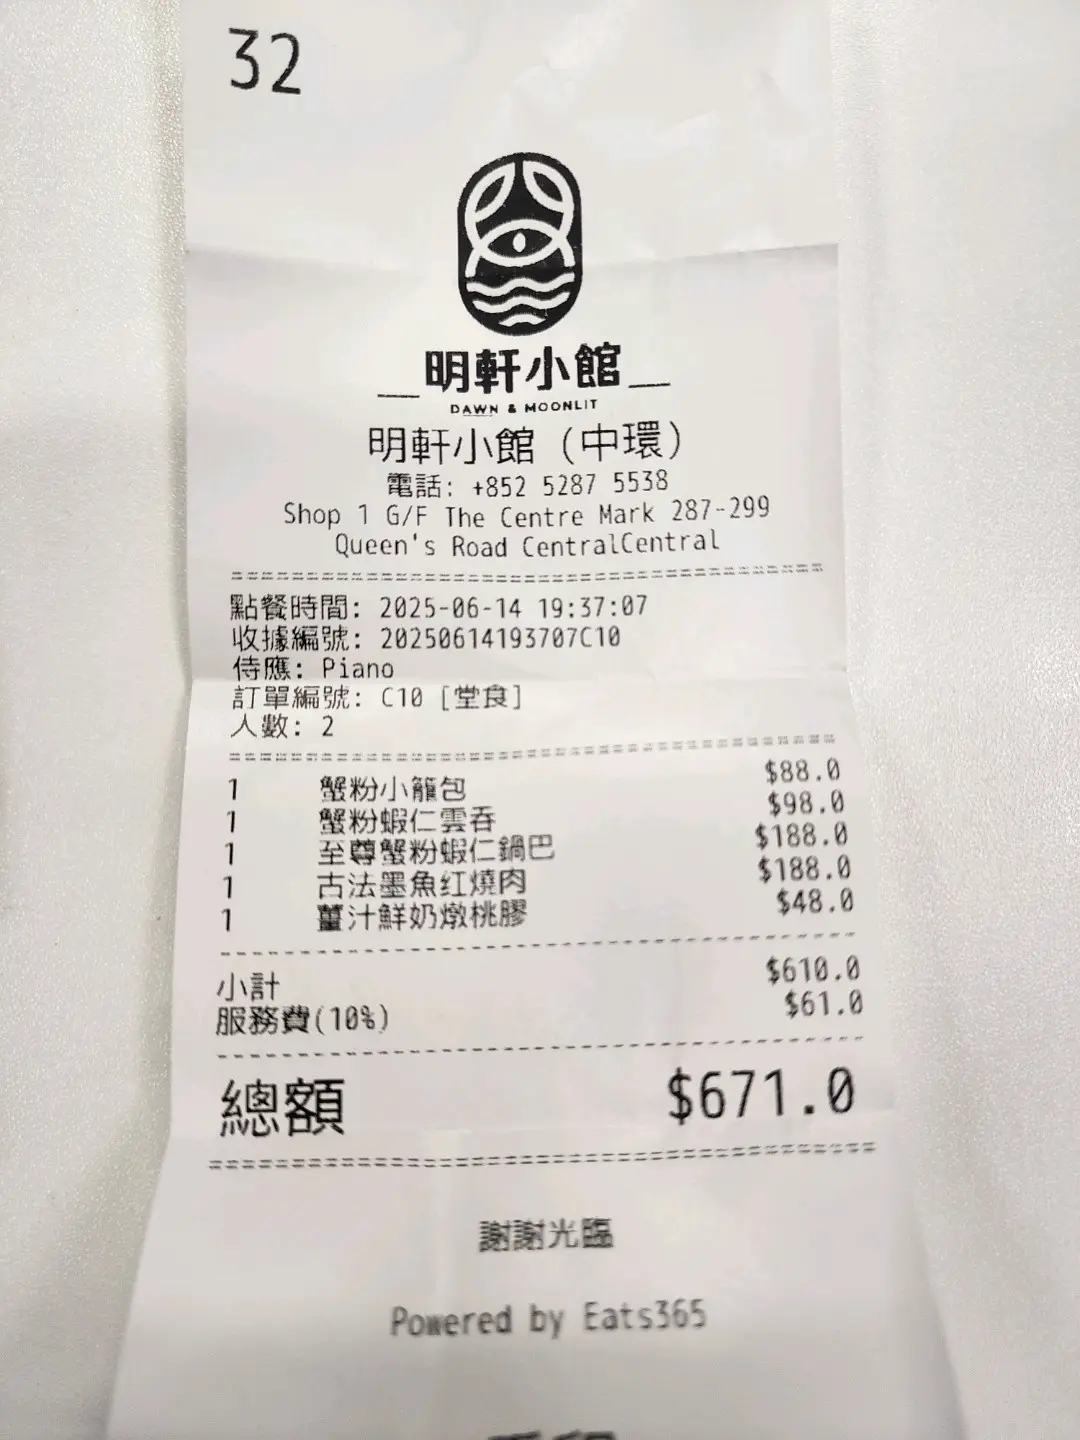 32
明軒小館
DAWN & MOONLIT
明軒小館 (中環)
電話: +852 5287 5538
Shop 1 G/F The Centre Mark 287-299
Queen's Road CentralCentral
點餐時間: 2025-06-14 19:37:07
收據編號: 20250614193707C10
侍應: Piano
訂單編號: C10 [堂食]
人數: 2
1 蟹粉小籠包 $88.0
1 蟹粉蝦仁雲吞 $98.0
1 至尊蟹粉蝦仁鍋巴 $188.0
1 古法墨魚红燒肉 $188.0
1 薑汁鮮奶燉桃膠 $48.0
小計 $610.0
服務費(10%) $61.0
總額 $671.0
謝謝光臨
Powered by Eats365